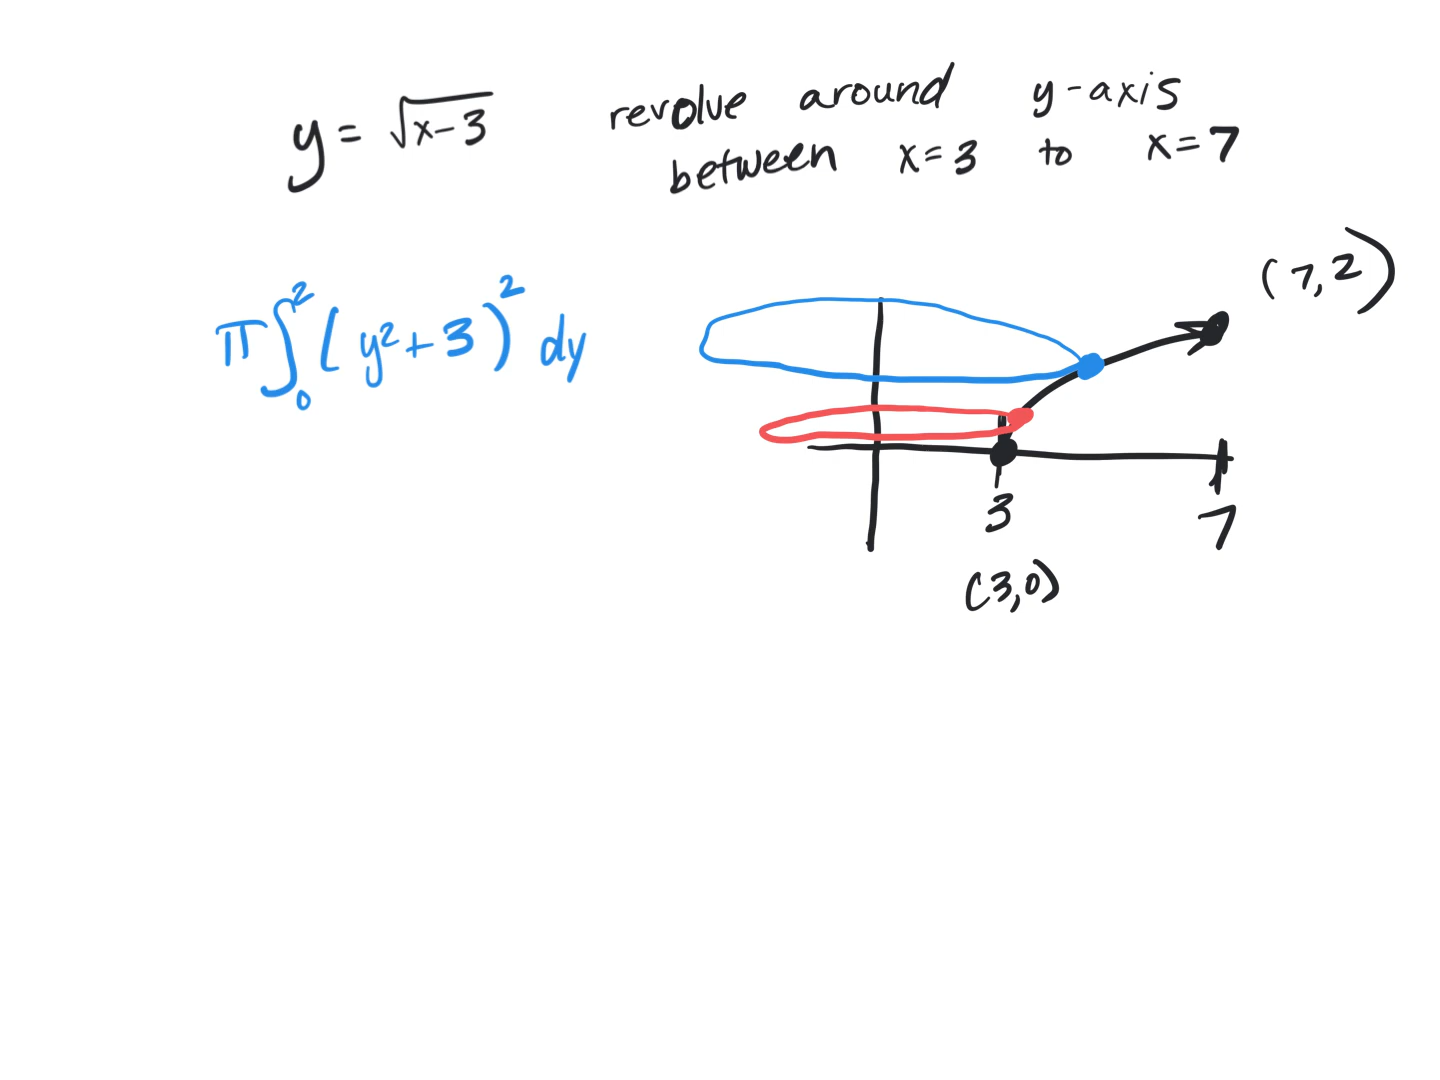 y = √(x-3) revolve around y-axis
between x=3 to x=7
π∫₀² (y²+3)² dy
(7,2)
3
7
(3,0)